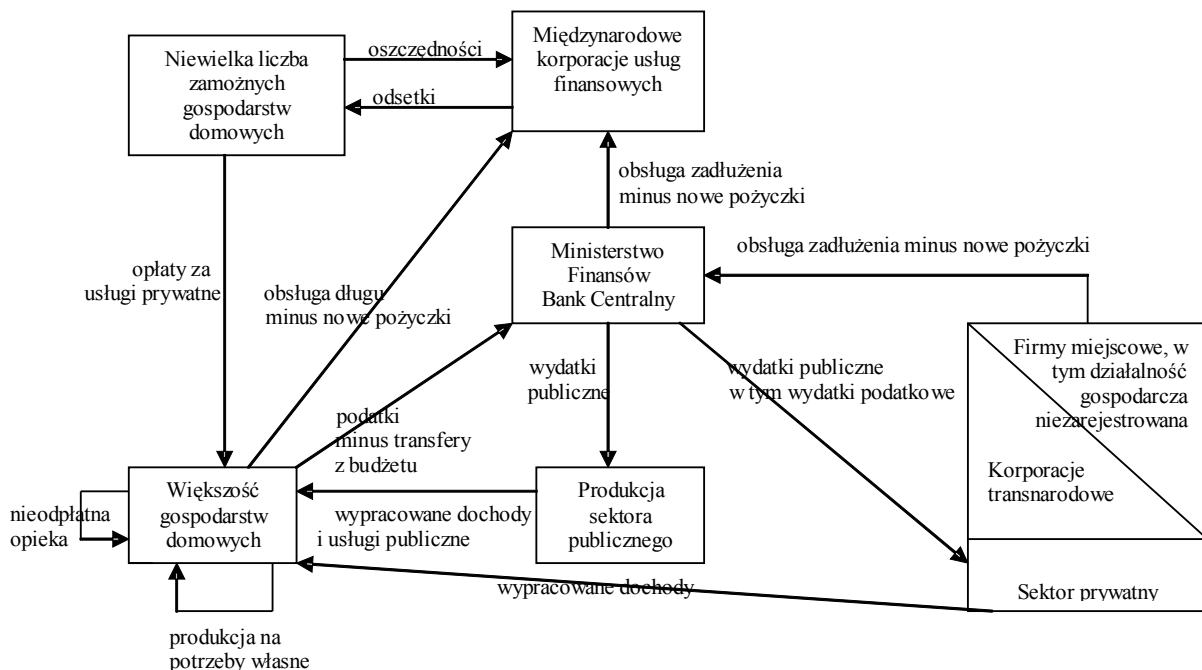 Niewielka liczba
zamożnych
gospodarstw
domowych
oszczędności
odsetki
Międzynarodowe
korporacje usług
finansowych
obsługa zadłużenia
minus nowe pożyczki
Ministerstwo
Finansów
Bank Centralny
obsługa zadłużenia minus nowe pożyczki
opłaty za
usługi prywatne
obsługa długu
minus nowe pożyczki
wydatki
publiczne
wydatki publiczne
w tym wydatki podatkowe
Firmy miejscowe, w
tym działalność
gospodarcza
niezarejestrowana
Korporacje
transnarodowe
Sektor prywatny
podatki
minus transfery
z budżetu
Większość
gospodarstw
domowych
nieodpłatna
opieka
wypracowane dochody
i usługi publiczne
Produkcja
sektora
publicznego
wypracowane dochody
produkcja na
potrzeby własne